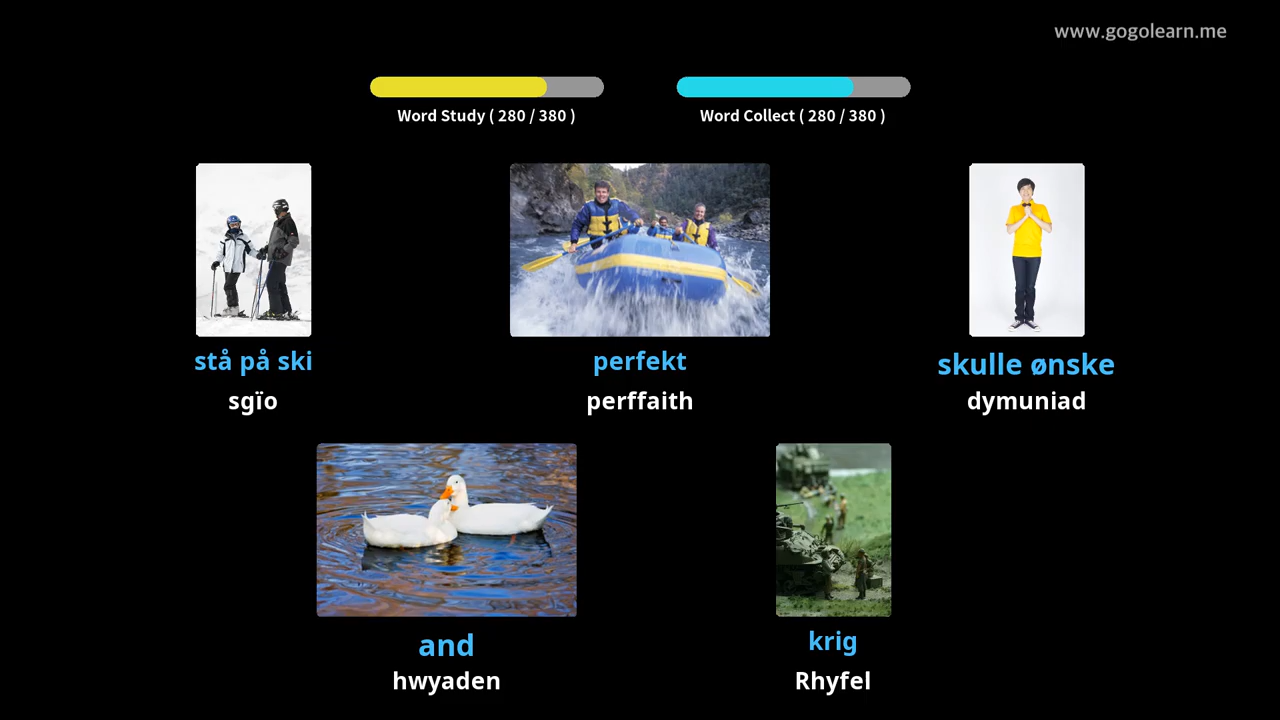 www.gogolearn.me
Word Study ( 280 / 380 )
Word Collect ( 280 / 380 )
stå på ski
sgïo
perfekt
perffaith
skulle ønske
dymuniad
and
hwyaden
krig
Rhyfel